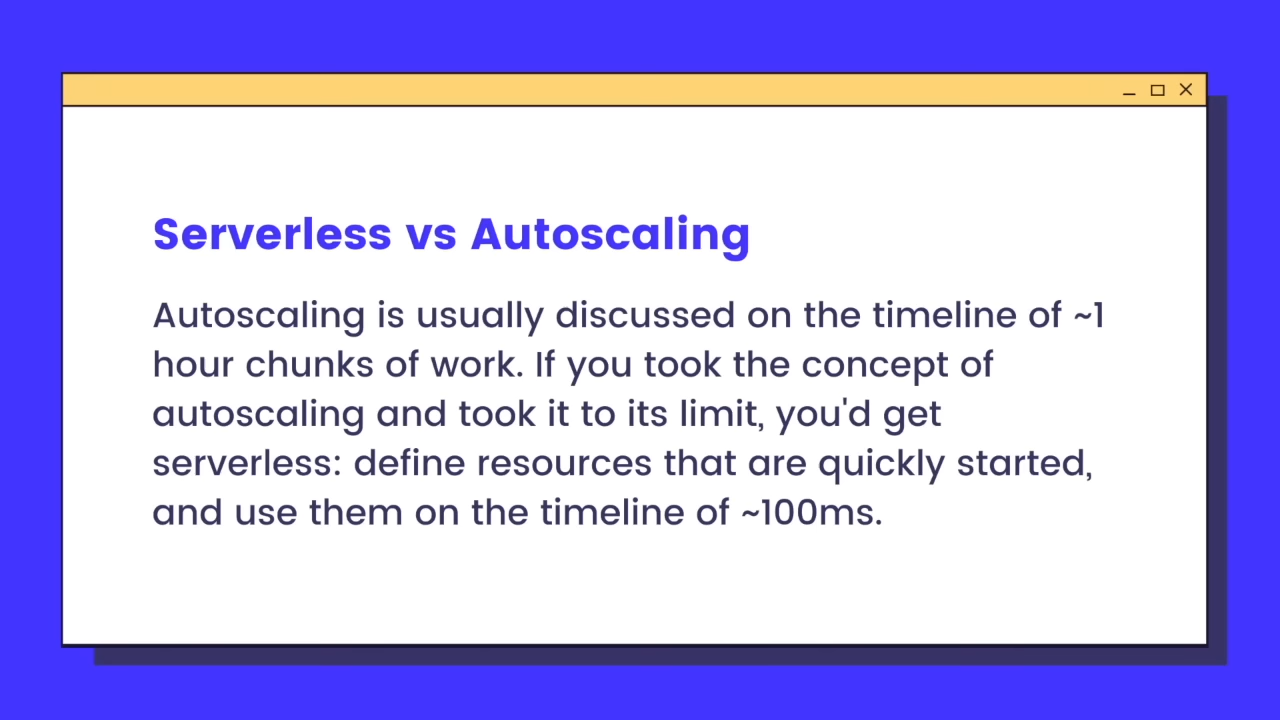 Serverless vs Autoscaling
Autoscaling is usually discussed on the timeline of ~1
hour chunks of work. If you took the concept of
autoscaling and took it to its limit, you'd get
serverless: define resources that are quickly started,
and use them on the timeline of ~100ms.